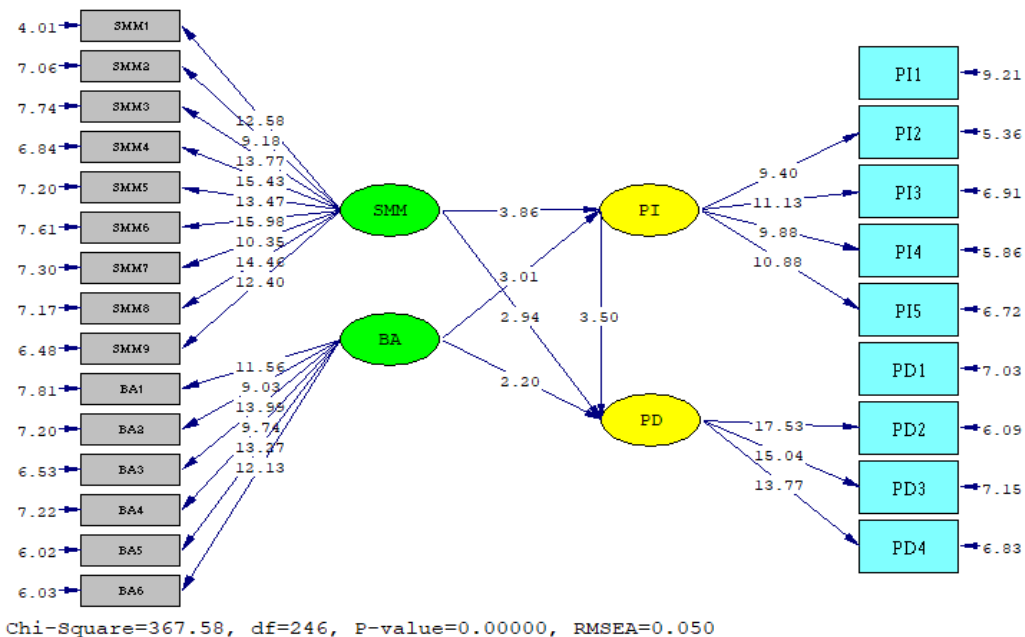 4.01 SMM1
7.06 SMM2
7.74 SMM3
6.84 SMM4
7.20 SMM5
7.61 SMM6
7.30 SMM7
7.17 SMM8
6.48 SMM9
7.81 BA1
7.20 BA2
6.53 BA3
7.22 BA4
6.02 BA5
6.03 BA6
12.58
9.18
13.77
15.43
13.47
15.98
10.35
14.46
12.40
11.56
9.03
13.99
9.74
13.27
12.13
SMM
BA
3.86
3.01
2.94
3.50
2.20
PI
PD
9.40
11.13
9.88
10.88
17.53
15.04
13.77
PI1 9.21
PI2 5.36
PI3 6.91
PI4 5.86
PI5 6.72
PD1 7.03
PD2 6.09
PD3 7.15
PD4 6.83
Chi-Square=367.58, df=246, P-value=0.00000, RMSEA=0.050